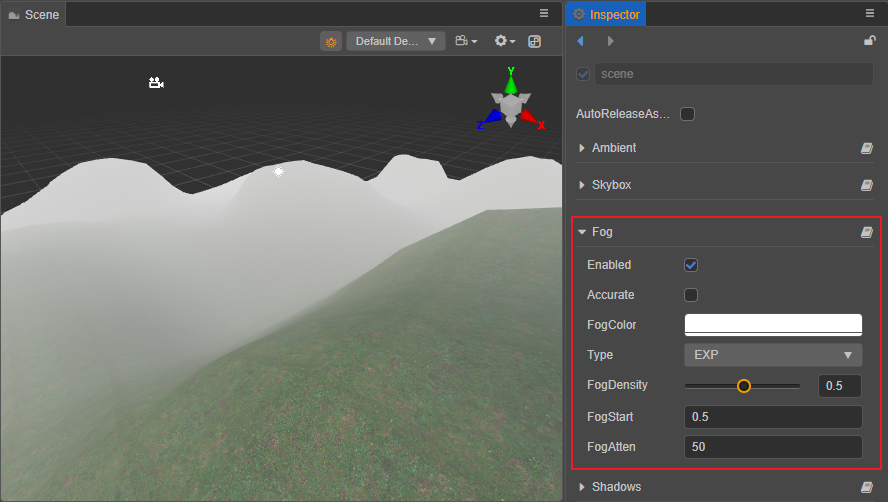 Scene
Inspector
Default De...
Y
Z
X
scene
AutoReleaseAs...
Ambient
Skybox
Fog
Enabled
Accurate
FogColor
Type EXP
FogDensity 0.5
FogStart 0.5
FogAtten 50
Shadows